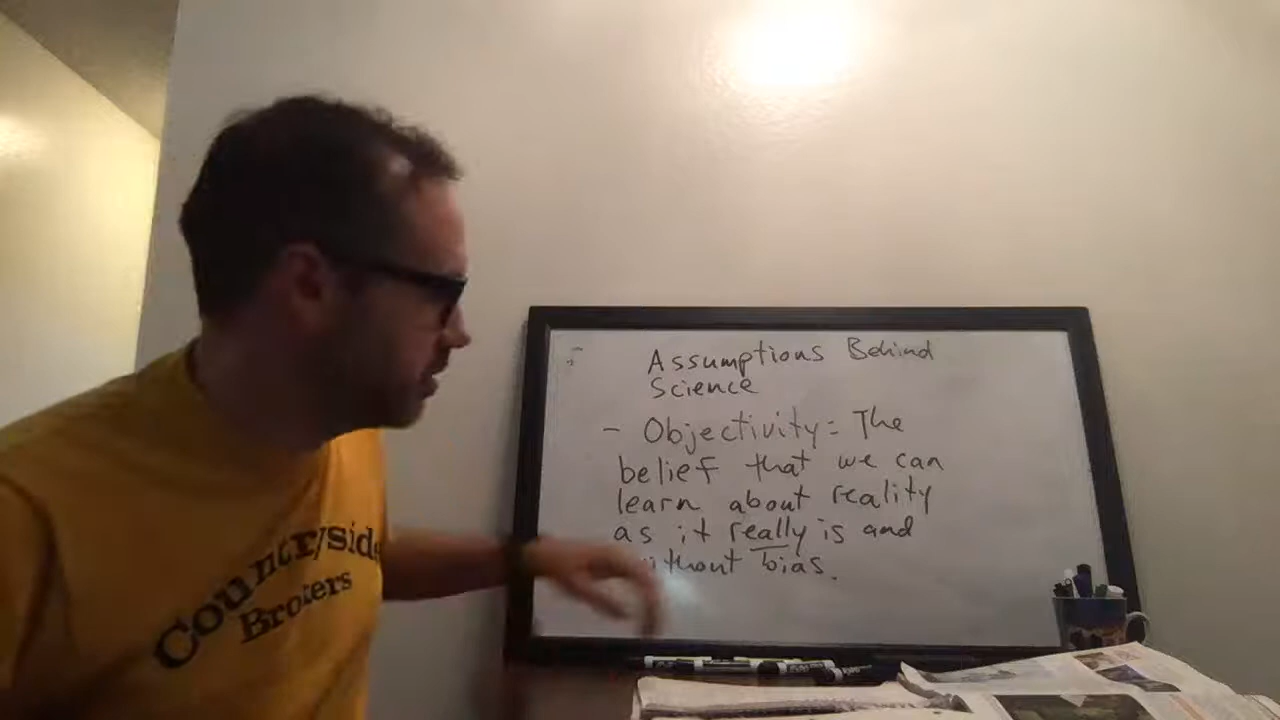 Assumptions Behind
Science
- Objectivity = The
belief that we can
learn about reality
as it really is and
without bias.
Countryside
Brokers